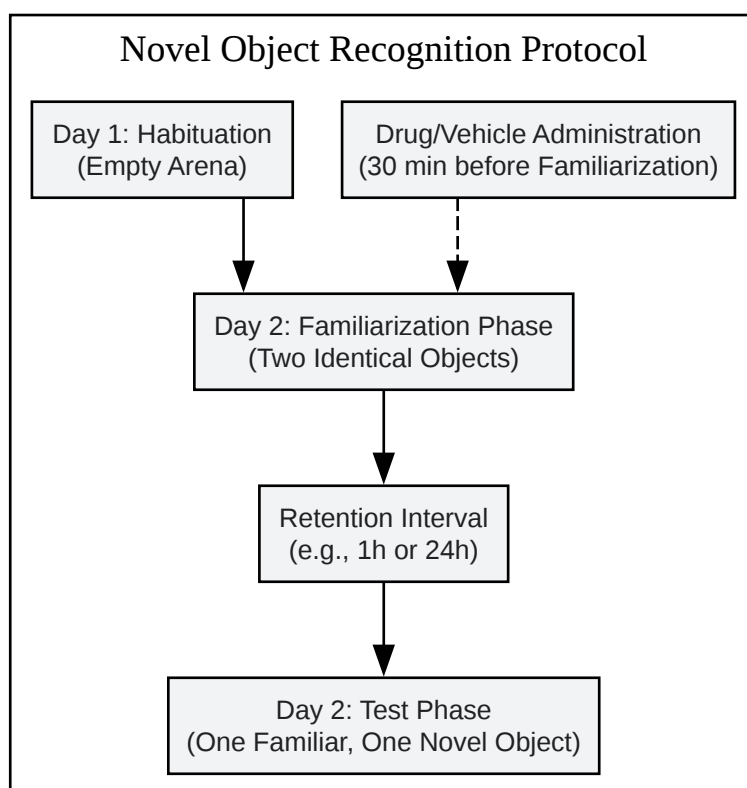 Novel Object Recognition Protocol
Day 1: Habituation
(Empty Arena)
Drug/Vehicle Administration
(30 min before Familiarization)
Day 2: Familiarization Phase
(Two Identical Objects)
Retention Interval
(e.g., 1h or 24h)
Day 2: Test Phase
(One Familiar, One Novel Object)